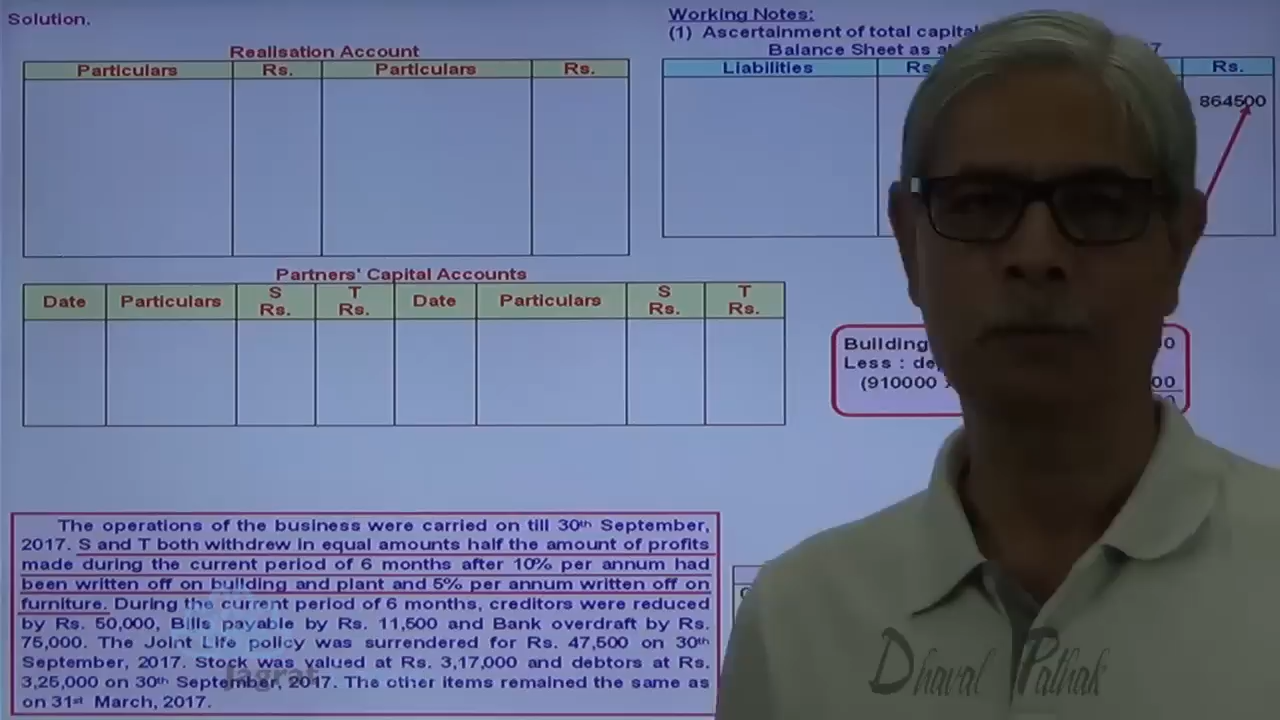 Solution.
Realisation Account
Particulars Rs. Particulars Rs.
Partners' Capital Accounts
Date Particulars S Rs. T Rs. Date Particulars S Rs. T Rs.
Working Notes:
(1) Ascertainment of total capital
Balance Sheet as at 7
Liabilities Rs Rs.
864500
Building 0
Less : de
(910000 00
The operations of the business were carried on till 30th September,
2017. S and T both withdrew in equal amounts half the amount of profits
made during the current period of 6 months after 10% per annum had
been written off on building and plant and 5% per annum written off on
furniture. During the current period of 6 months, creditors were reduced
by Rs. 50,000, Bills payable by Rs. 11,500 and Bank overdraft by Rs.
75,000. The Joint Life policy was surrendered for Rs. 47,500 on 30th
September, 2017. Stock was valued at Rs. 3,17,000 and debtors at Rs.
3,25,000 on 30th September, 2017. The other items remained the same as
on 31st March, 2017.
Jagrat
Dhaval Pathak